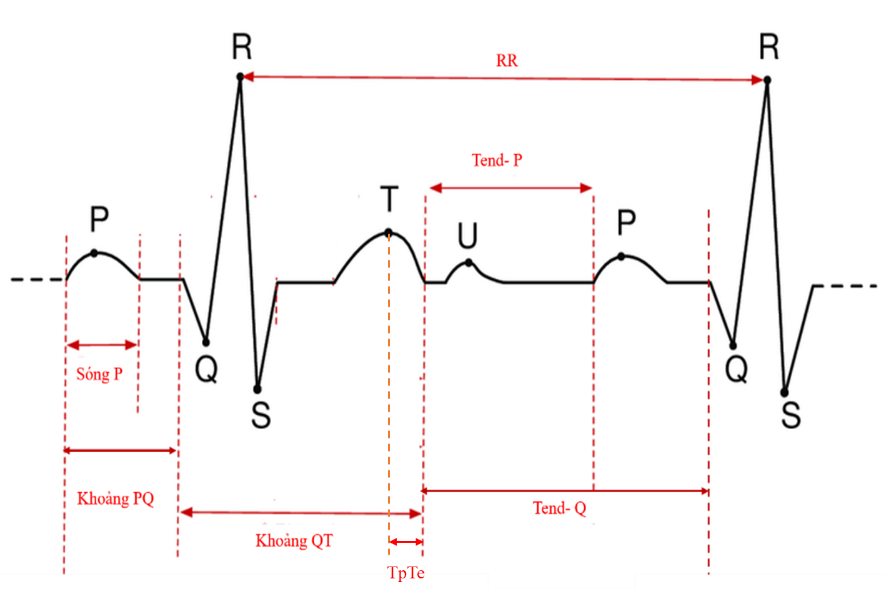 R
R
RR
Tend- P
T
P
U
P
Q
Q
Sóng P
S
S
Khoảng PQ
Tend- Q
Khoảng QT
TpTe